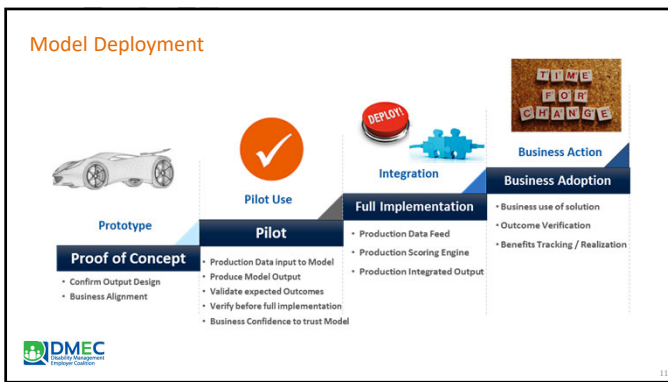 Model Deployment
Prototype
Proof of Concept
• Confirm Output Design
• Business Alignment
Pilot Use
Pilot
• Production Data input to Model
• Produce Model Output
• Validate expected Outcomes
• Verify before full implementation
• Business Confidence to trust Model
DEPLOY!
Integration
Full Implementation
• Production Data Feed
• Production Scoring Engine
• Production Integrated Output
TIME
FOR
CHANGE
Business Action
Business Adoption
• Business use of solution
• Outcome Verification
• Benefits Tracking / Realization
DMEC
Disability Management
Employer Coalition
11